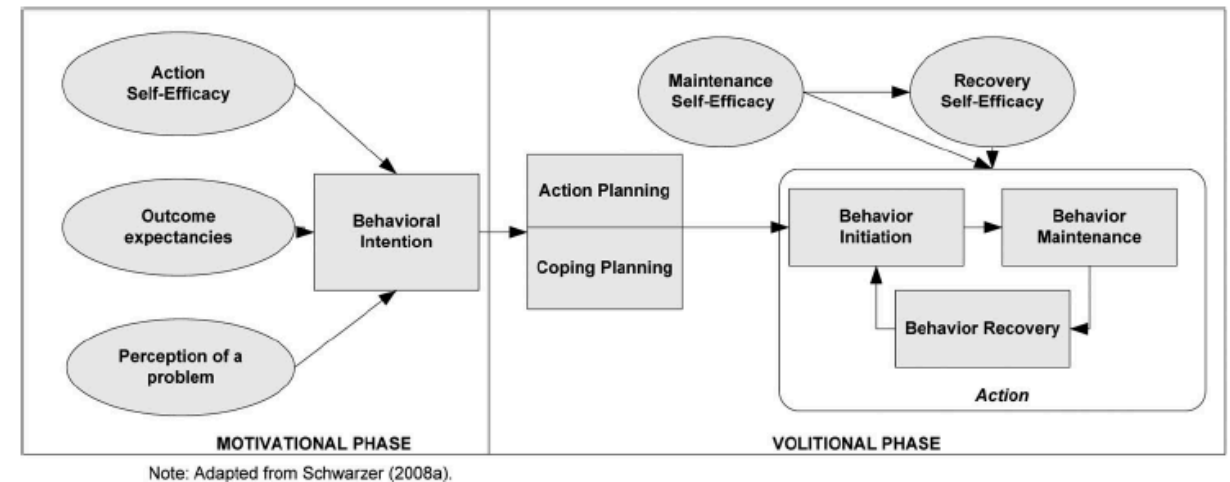 Action
Self-Efficacy
Outcome
expectancies
Perception of a
problem
Behavioral
Intention
MOTIVATIONAL PHASE
Maintenance
Self-Efficacy
Recovery
Self-Efficacy
Action Planning
Coping Planning
Behavior
Initiation
Behavior
Maintenance
Behavior Recovery
Action
VOLITIONAL PHASE
Note: Adapted from Schwarzer (2008a).